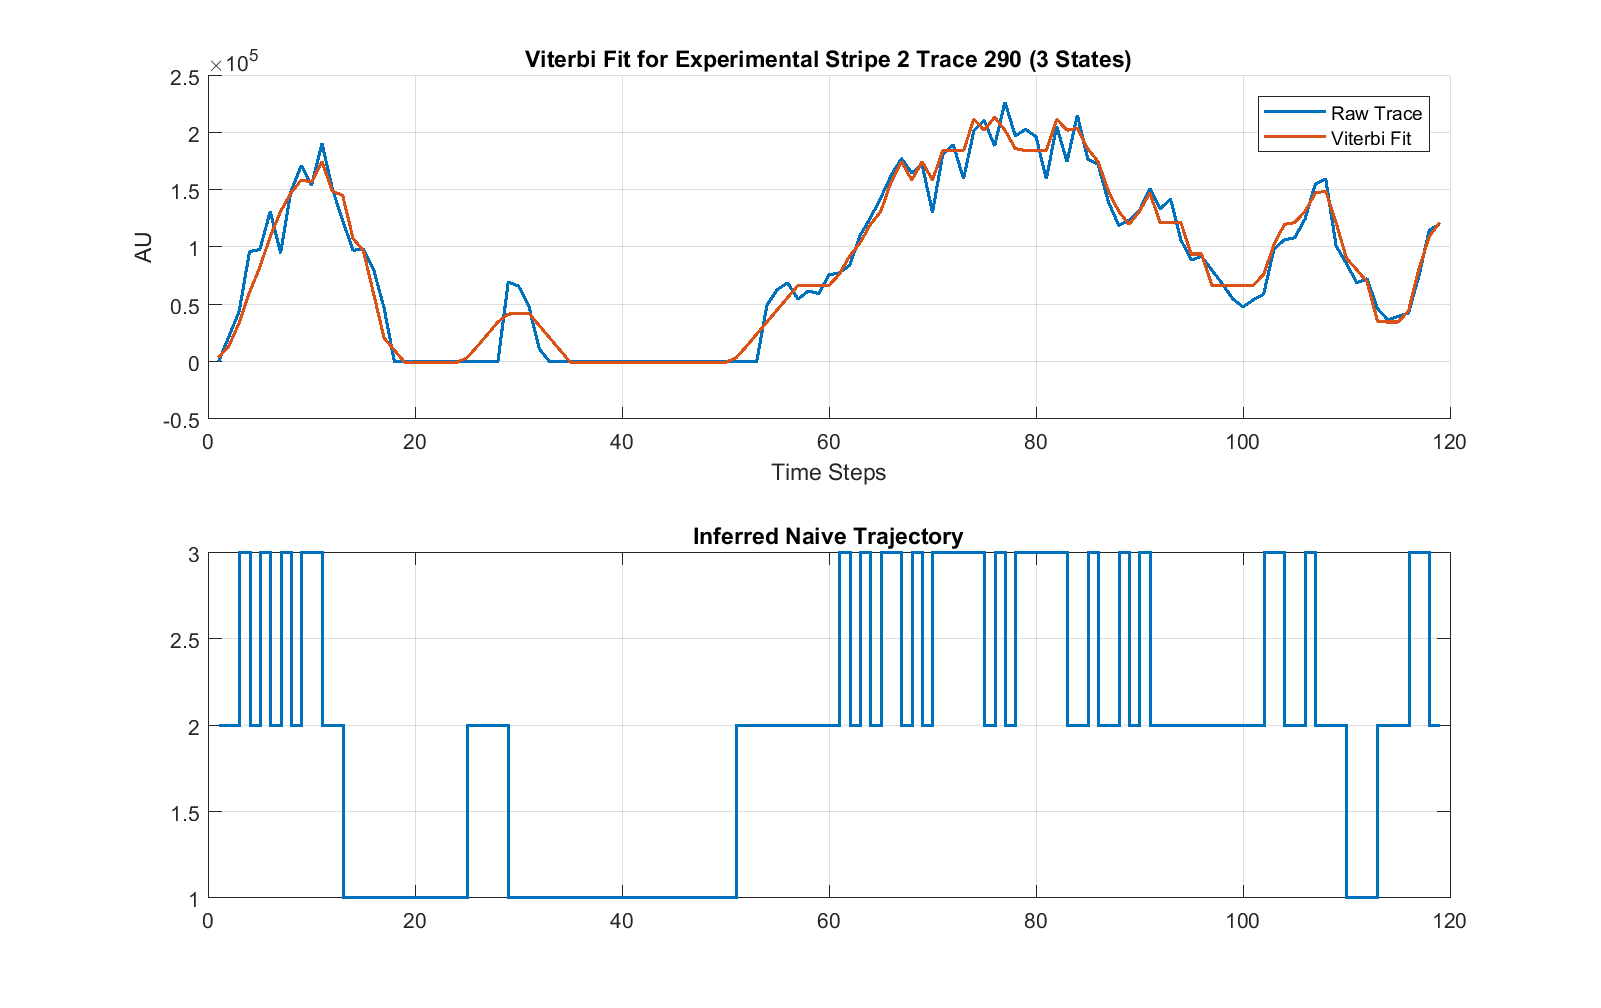 Viterbi Fit for Experimental Stripe 2 Trace 290 (3 States)
×10^5
2.5
2
1.5
1
0.5
0
-0.5
AU
Raw Trace
Viterbi Fit
0 20 40 60 80 100 120
Time Steps
Inferred Naive Trajectory
3
2.5
2
1.5
1
0 20 40 60 80 100 120